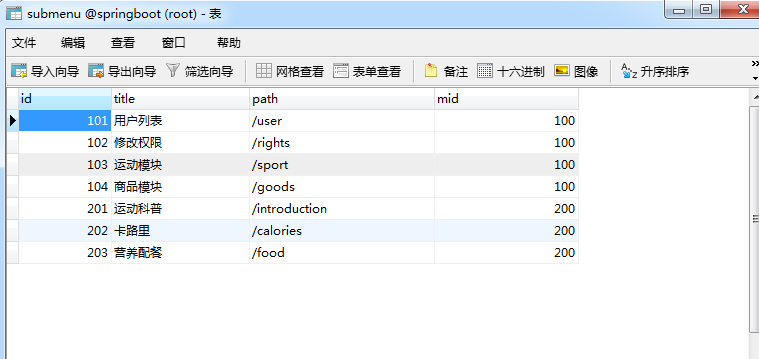 submenu @springboot (root) - 表
文件 编辑 查看 窗口 帮助
导入向导 导出向导 筛选向导 网格查看 表单查看 备注 十六进制 图像 升序排序
id title path mid
101 用户列表 /user 100
102 修改权限 /rights 100
103 运动模块 /sport 100
104 商品模块 /goods 100
201 运动科普 /introduction 200
202 卡路里 /calories 200
203 营养配餐 /food 200